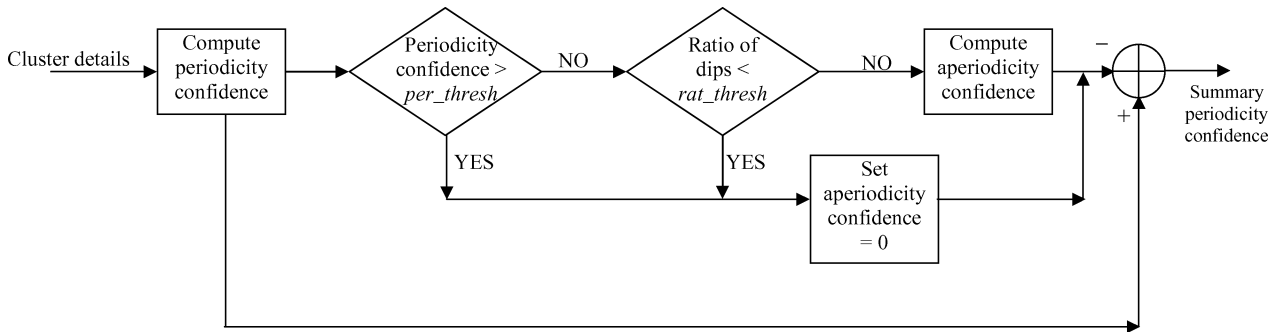 Cluster details
Compute
periodicity
confidence
Periodicity
confidence >
per_thresh
NO
Ratio of
dips <
rat_thresh
NO
Compute
aperiodicity
confidence
−
+
Summary
periodicity
confidence
YES
YES
Set
aperiodicity
confidence
= 0